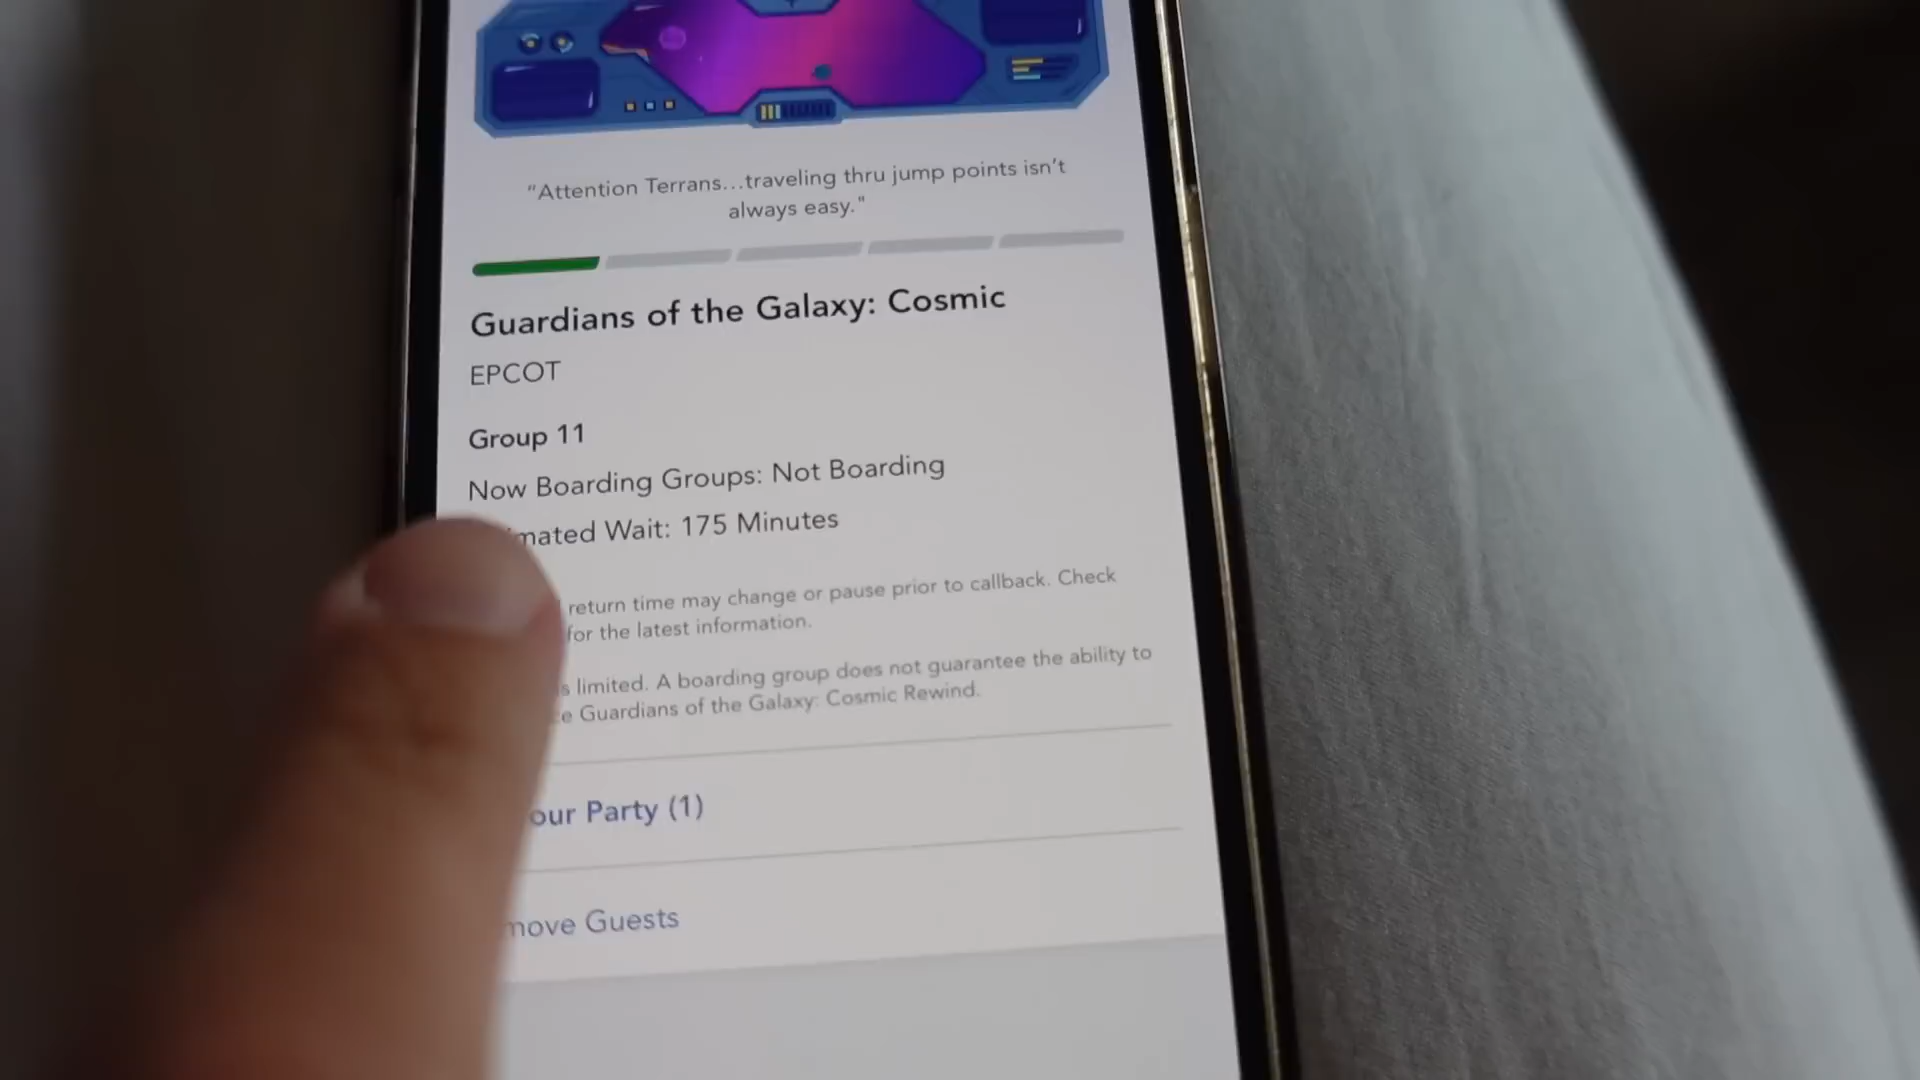 “Attention Terrans...traveling thru jump points isn’t
always easy."
Guardians of the Galaxy: Cosmic
EPCOT
Group 11
Now Boarding Groups: Not Boarding
Wait: 175 Minutes
return time may change or pause prior to callback. Check
for the latest information.
limited. A boarding group does not guarantee the ability to
Guardians of the Galaxy: Cosmic Rewind.
Party (1)
Guests